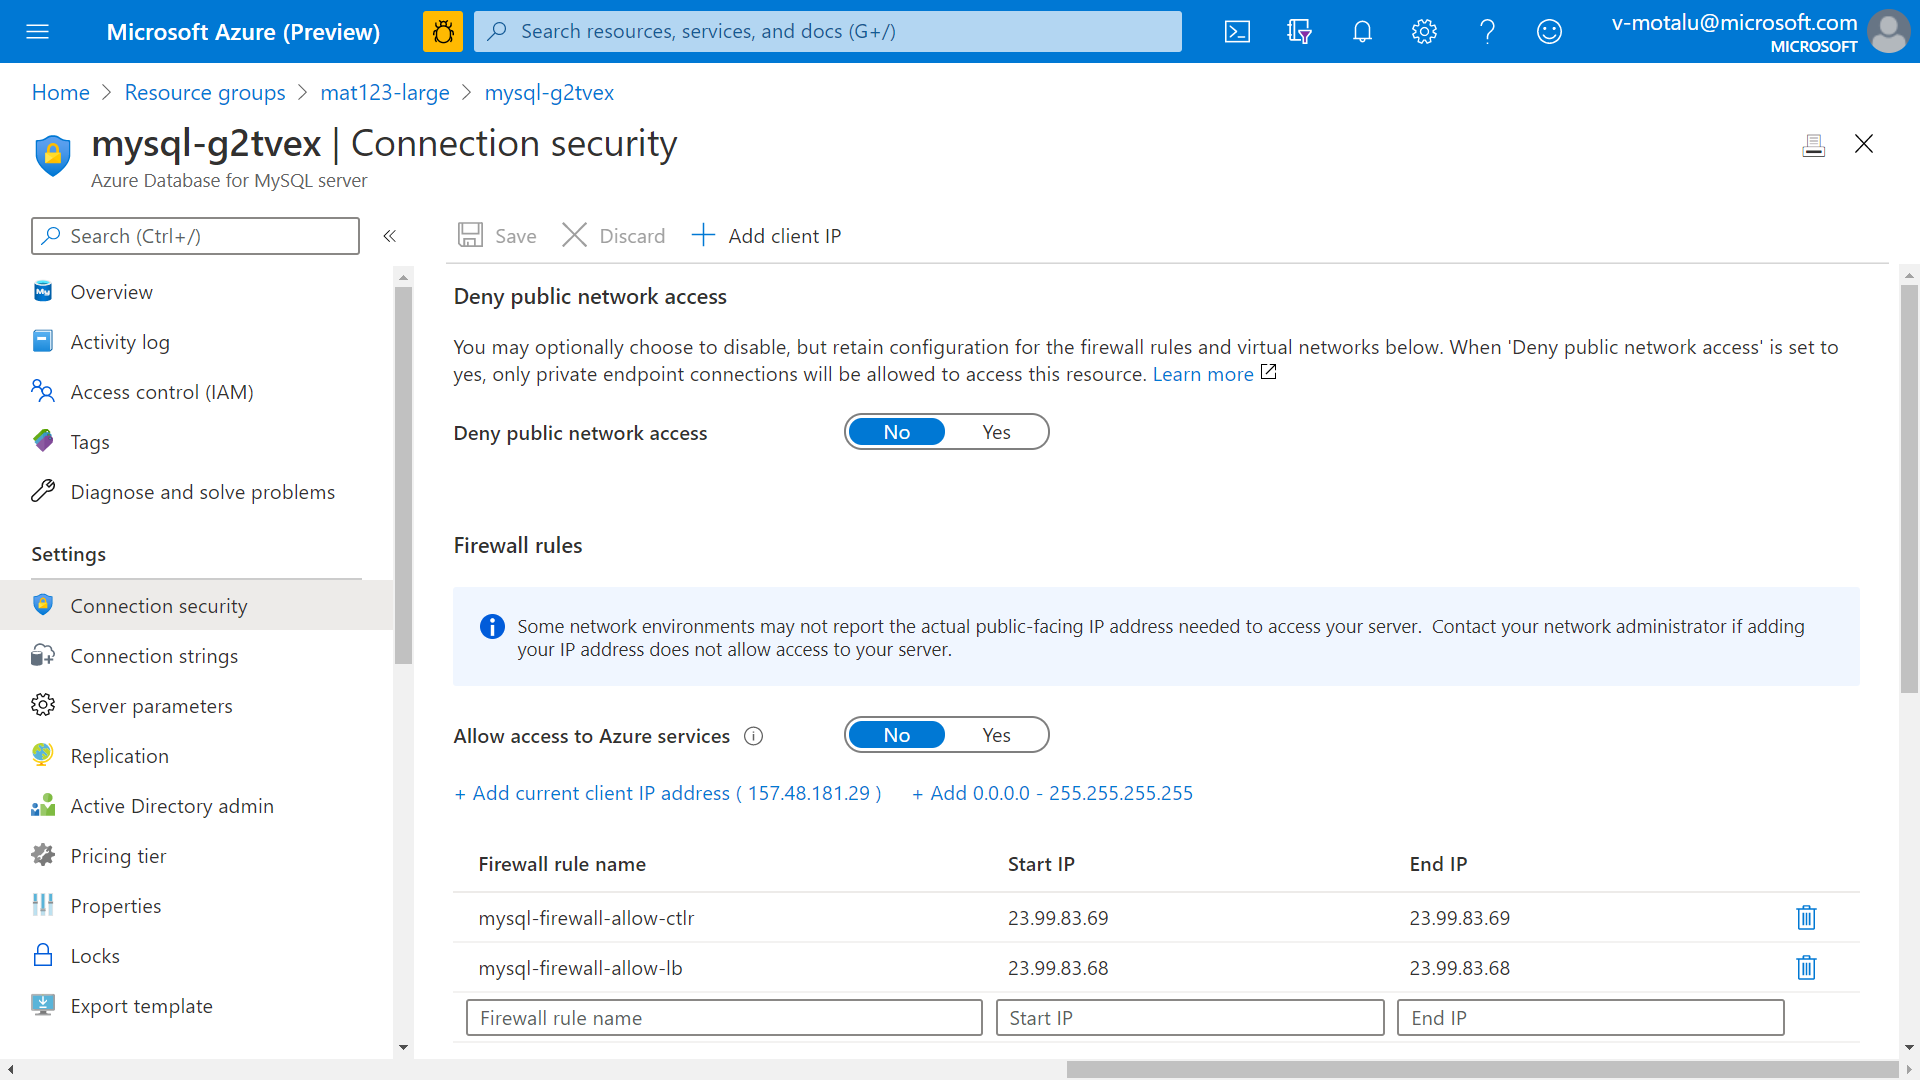 Microsoft Azure (Preview)
Search resources, services, and docs (G+/)
v-motalu@microsoft.com
MICROSOFT
Home > Resource groups > mat123-large > mysql-g2tvex
mysql-g2tvex | Connection security
Azure Database for MySQL server
Search (Ctrl+/)
«
Overview
Activity log
Access control (IAM)
Tags
Diagnose and solve problems
Settings
Connection security
Connection strings
Server parameters
Replication
Active Directory admin
Pricing tier
Properties
Locks
Export template
Save
Discard
Add client IP
Deny public network access
You may optionally choose to disable, but retain configuration for the firewall rules and virtual networks below. When 'Deny public network access' is set to
yes, only private endpoint connections will be allowed to access this resource. Learn more
Deny public network access
No
Yes
Firewall rules
Some network environments may not report the actual public-facing IP address needed to access your server.  Contact your network administrator if adding
your IP address does not allow access to your server.
Allow access to Azure services
No
Yes
+ Add current client IP address ( 157.48.181.29 )
+ Add 0.0.0.0 - 255.255.255.255
Firewall rule name
Start IP
End IP
mysql-firewall-allow-ctlr
23.99.83.69
23.99.83.69
mysql-firewall-allow-lb
23.99.83.68
23.99.83.68
Firewall rule name
Start IP
End IP